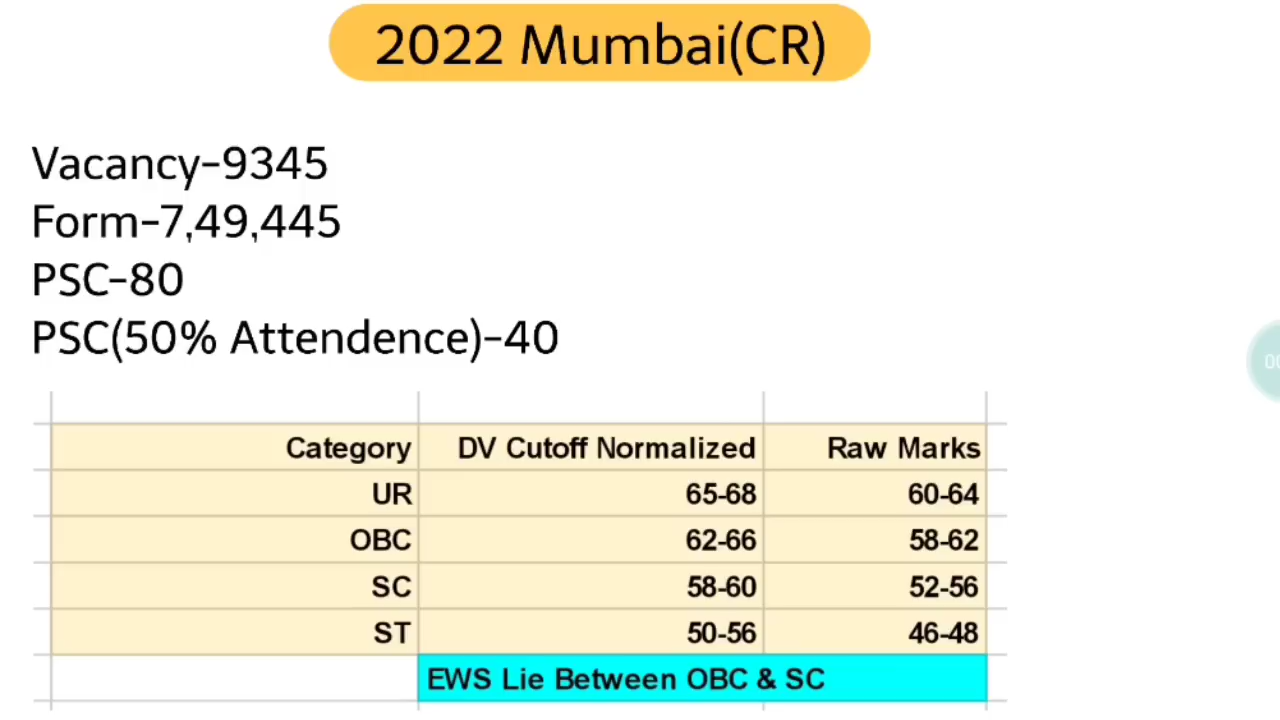 2022 Mumbai(CR)
Vacancy-9345
Form-7,49,445
PSC-80
PSC(50% Attendence)-40
Category DV Cutoff Normalized Raw Marks
UR 65-68 60-64
OBC 62-66 58-62
SC 58-60 52-56
ST 50-56 46-48
EWS Lie Between OBC & SC